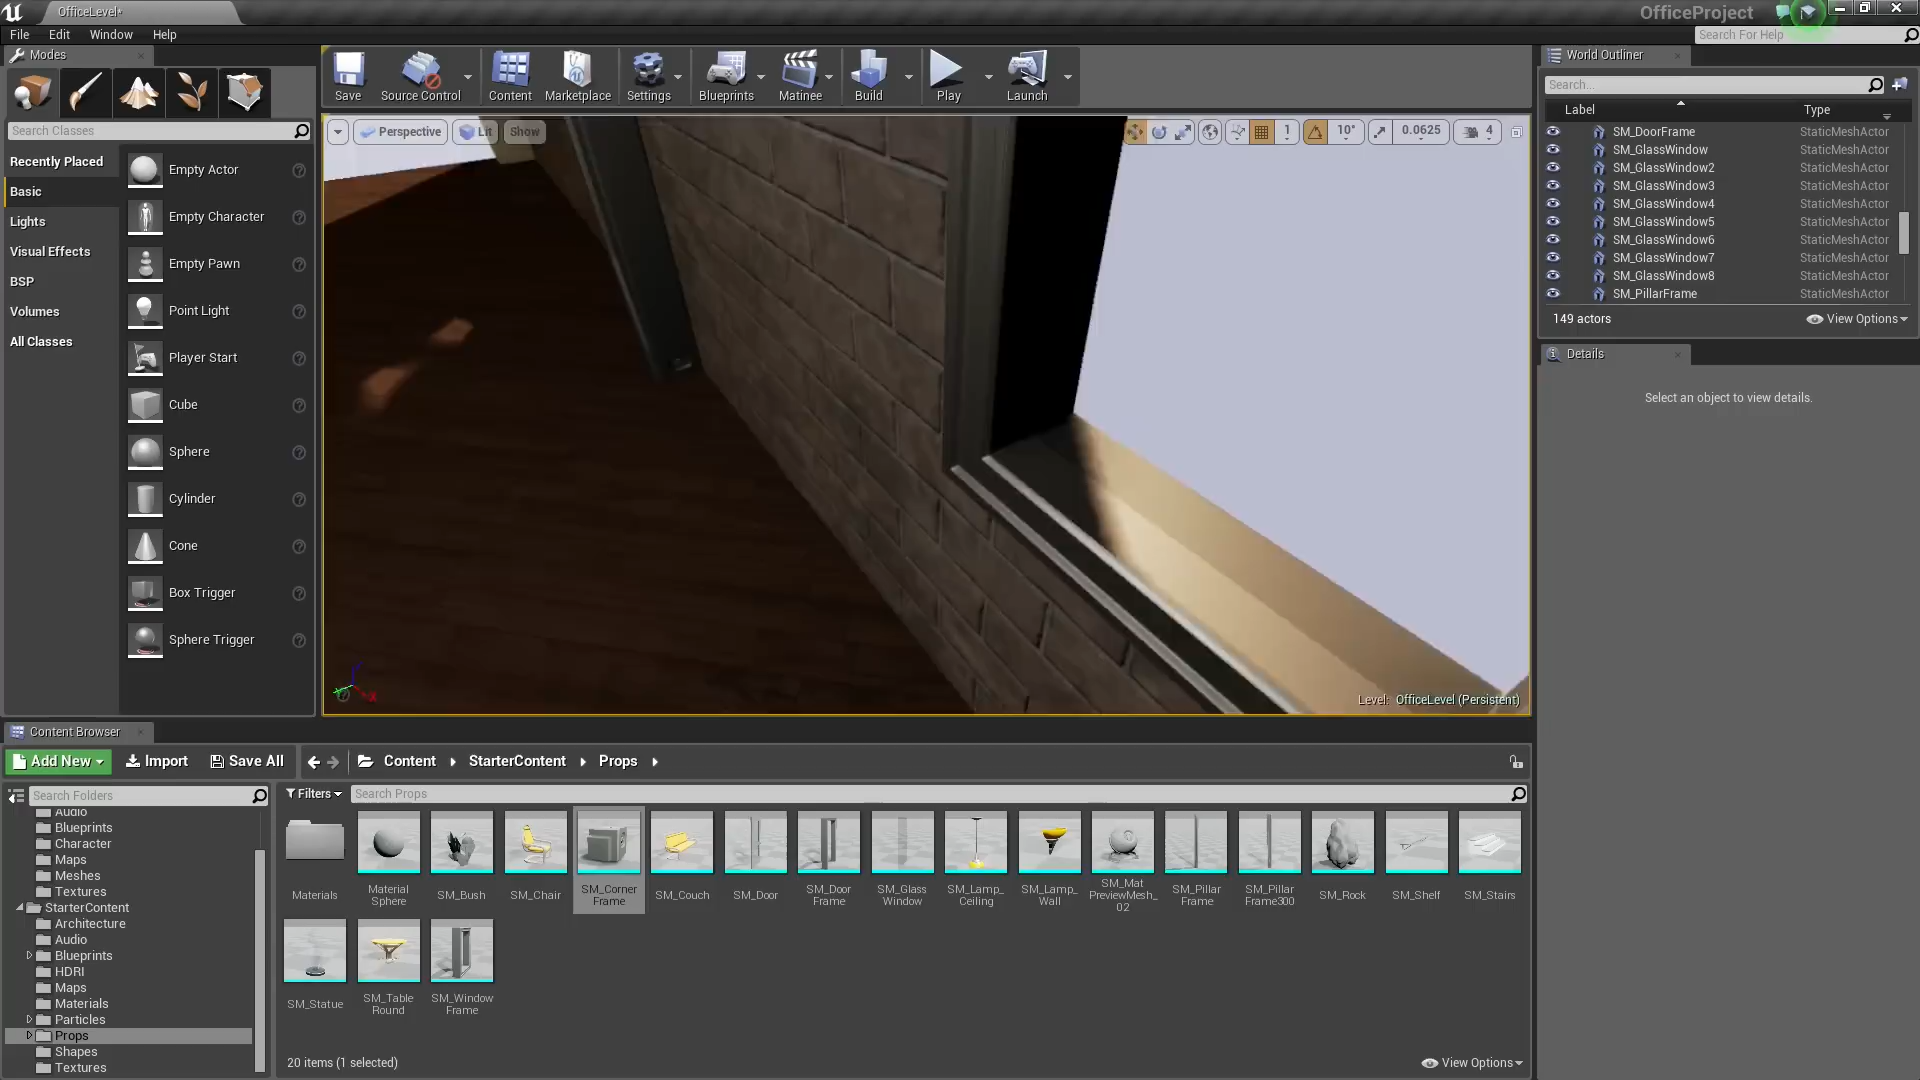 OfficeLevel*
OfficeProject
File Edit Window Help
Search For Help
Modes
Search Classes
Recently Placed
Basic
Lights
Visual Effects
BSP
Volumes
All Classes
Empty Actor
Empty Character
Empty Pawn
Point Light
Player Start
Cube
Sphere
Cylinder
Cone
Box Trigger
Sphere Trigger
Save
Source Control
Content
Marketplace
Settings
Blueprints
Matinee
Build
Play
Launch
Perspective
Lit
Show
1
10°
0.0625
4
Level: OfficeLevel (Persistent)
World Outliner
Search...
Label Type
SM_DoorFrame StaticMeshActor
SM_GlassWindow StaticMeshActor
SM_GlassWindow2 StaticMeshActor
SM_GlassWindow3 StaticMeshActor
SM_GlassWindow4 StaticMeshActor
SM_GlassWindow5 StaticMeshActor
SM_GlassWindow6 StaticMeshActor
SM_GlassWindow7 StaticMeshActor
SM_GlassWindow8 StaticMeshActor
SM_PillarFrame StaticMeshActor
149 actors
View Options
Details
Select an object to view details.
Content Browser
Add New
Import
Save All
Content
StarterContent
Props
Search Folders
Audio
Blueprints
Character
Maps
Meshes
Textures
StarterContent
Architecture
Audio
Blueprints
HDRI
Maps
Materials
Particles
Props
Shapes
Textures
Filters
Search Props
Materials
Material
Sphere
SM_Bush
SM_Chair
SM_Corner
Frame
SM_Couch
SM_Door
SM_Door
Frame
SM_Glass
Window
SM_Lamp_
Ceiling
SM_Lamp_
Wall
SM_Mat
PreviewMesh_
02
SM_Pillar
Frame
SM_Pillar
Frame300
SM_Rock
SM_Shelf
SM_Stairs
SM_Statue
SM_Table
Round
SM_Window
Frame
20 items (1 selected)
View Options